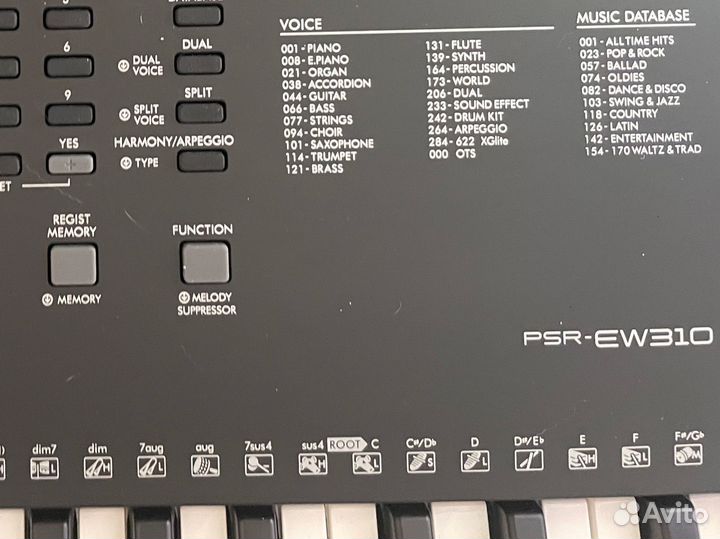 6
DUAL
DUAL
VOICE
9
SPLIT
SPLIT
VOICE
YES
+
HARMONY/ARPEGGIO
TYPE
ET
REGIST
MEMORY
MEMORY
FUNCTION
MELODY
SUPPRESSOR
VOICE
001 - PIANO
008 - E.PIANO
021 - ORGAN
038 - ACCORDION
044 - GUITAR
066 - BASS
077 - STRINGS
094 - CHOIR
101 - SAXOPHONE
114 - TRUMPET
121 - BRASS
131 - FLUTE
139 - SYNTH
164 - PERCUSSION
173 - WORLD
206 - DUAL
233 - SOUND EFFECT
242 - DRUM KIT
264 - ARPEGGIO
284 - 622 XGlite
000 OTS
MUSIC DATABASE
001 - ALL TIME HITS
023 - POP & ROCK
057 - BALLAD
074 - OLDIES
082 - DANCE & DISCO
103 - SWING & JAZZ
118 - COUNTRY
126 - LATIN
142 - ENTERTAINMENT
154 - 170 WALTZ & TRAD
PSR-EW310
dim7 dim 7aug aug 7sus4 sus4 ROOT C C#/Db D D#/Eb E F F#/Gb
M L H L H L S L H L M
Avito